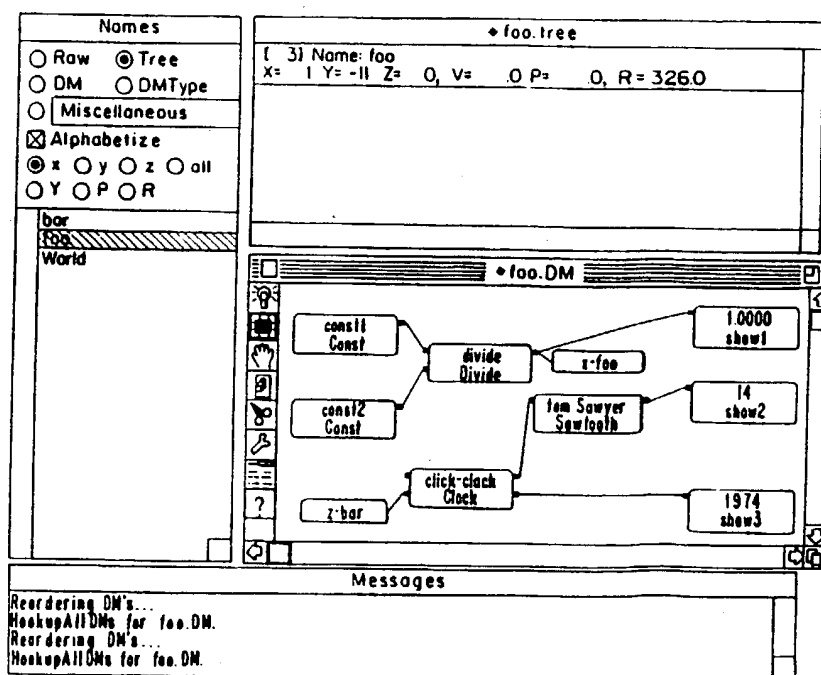 Names
Raw Tree
DM DMType
Miscellaneous
Alphabetize
x y z all
Y P R
bar
foo
World
foo.tree
[ 3] Name: foo
X= 1 Y= -11 Z= 0, V= .0 P= .0, R = 326.0
foo.DM
const1
Const
const2
Const
divide
Divide
x-foo
1.0000
show1
tom Sawyer
Sawtooth
14
show2
z-bar
click-clack
Clock
1974
show3
?
Messages
Reordering DM's...
HookupAllDMs for foo.DM.
Reordering DM's...
HookupAllDMs for foo.DM.